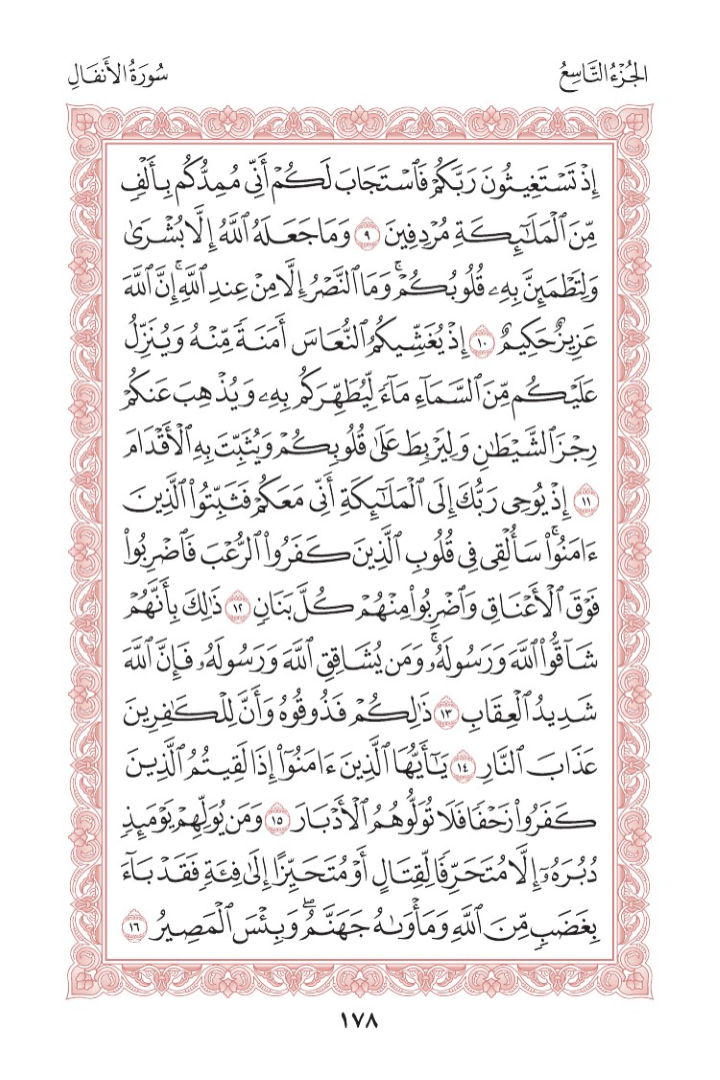 الجُزْءُ التَّاسِعُ
سُورَةُ الأَنفَالِ
إِذْ تَسْتَغِيثُونَ رَبَّكُمْ فَٱسْتَجَابَ لَكُمْ أَنِّي مُمِدُّكُم بِأَلْفٍ
مِّنَ ٱلْمَلَٰٓئِكَةِ مُرْدِفِينَ ٩ وَمَا جَعَلَهُ ٱللَّهُ إِلَّا بُشْرَىٰ
وَلِتَطْمَئِنَّ بِهِۦ قُلُوبُكُمْۚ وَمَا ٱلنَّصْرُ إِلَّا مِنْ عِندِ ٱللَّهِۚ إِنَّ ٱللَّهَ
عَزِيزٌ حَكِيمٌ ١٠ إِذْ يُغَشِّيكُمُ ٱلنُّعَاسَ أَمَنَةً مِّنْهُ وَيُنَزِّلُ
عَلَيْكُم مِّنَ ٱلسَّمَآءِ مَآءً لِّيُطَهِّرَكُم بِهِۦ وَيُذْهِبَ عَنكُمْ
رِجْزَ ٱلشَّيْطَٰنِ وَلِيَرْبِطَ عَلَىٰ قُلُوبِكُمْ وَيُثَبِّتَ بِهِ ٱلْأَقْدَامَ
١١ إِذْ يُوحِي رَبُّكَ إِلَى ٱلْمَلَٰٓئِكَةِ أَنِّي مَعَكُمْ فَثَبِّتُوا۟ ٱلَّذِينَ
ءَامَنُوا۟ۚ سَأُلْقِي فِي قُلُوبِ ٱلَّذِينَ كَفَرُوا۟ ٱلرُّعْبَ فَٱضْرِبُوا۟
فَوْقَ ٱلْأَعْنَاقِ وَٱضْرِبُوا۟ مِنْهُمْ كُلَّ بَنَانٍ ١٢ ذَٰلِكَ بِأَنَّهُمْ
شَآقُّوا۟ ٱللَّهَ وَرَسُولَهُۥۚ وَمَن يُشَاقِقِ ٱللَّهَ وَرَسُولَهُۥ فَإِنَّ ٱللَّهَ
شَدِيدُ ٱلْعِقَابِ ١٣ ذَٰلِكُمْ فَذُوقُوهُ وَأَنَّ لِلْكَٰفِرِينَ
عَذَابَ ٱلنَّارِ ١٤ يَٰٓأَيُّهَا ٱلَّذِينَ ءَامَنُوٓا۟ إِذَا لَقِيتُمُ ٱلَّذِينَ
كَفَرُوا۟ زَحْفًا فَلَا تُوَلُّوهُمُ ٱلْأَدْبَارَ ١٥ وَمَن يُوَلِّهِمْ يَوْمَئِذٍ
دُبُرَهُۥٓ إِلَّا مُتَحَرِّفًا لِّقِتَالٍ أَوْ مُتَحَيِّزًا إِلَىٰ فِئَةٍ فَقَدْ بَآءَ
بِغَضَبٍ مِّنَ ٱللَّهِ وَمَأْوَىٰهُ جَهَنَّمُۖ وَبِئْسَ ٱلْمَصِيرُ ١٦
١٧٨